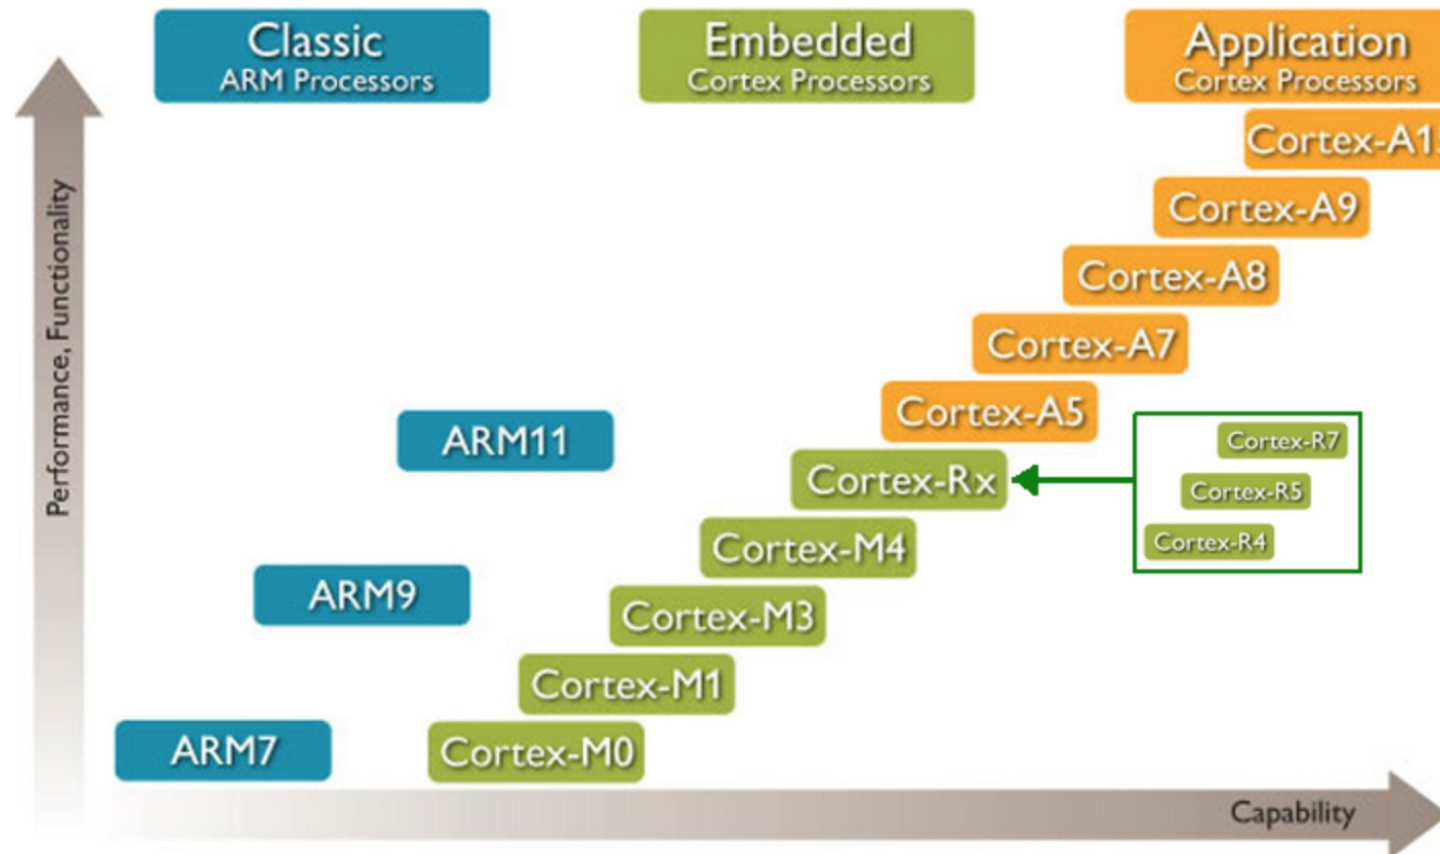 Classic
ARM Processors
Embedded
Cortex Processors
Application
Cortex Processors
Cortex-A9
Cortex-A8
Cortex-A7
Cortex-A5
ARM11
Cortex-R7
Cortex-Rx
Cortex-R5
Cortex-R4
Cortex-M4
ARM9
Cortex-M3
Cortex-M1
ARM7
Cortex-M0
Performance, Functionality
Capability